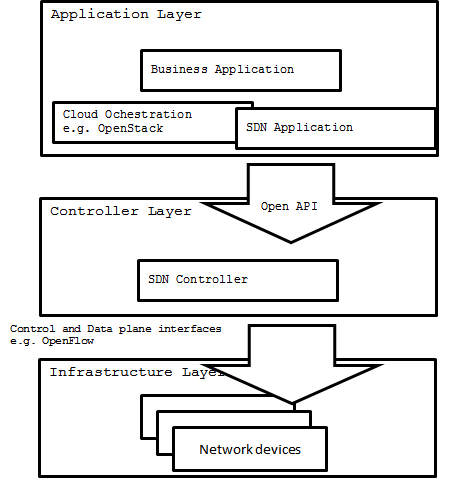 Application Layer
Business Application
Cloud Ochestration
e.g. OpenStack
SDN Application
Open API
Controller Layer
SDN Controller
Control and Data plane interfaces
e.g. OpenFlow
Infrastructure Layer
Network devices